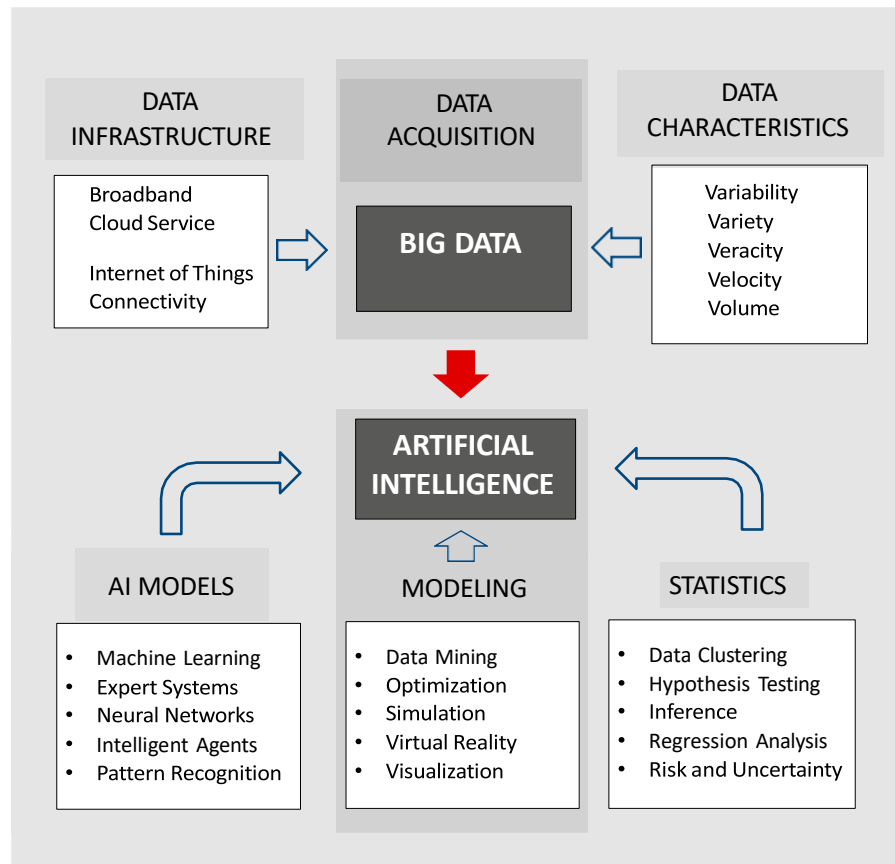 DATA
INFRASTRUCTURE
Broadband
Cloud Service
Internet of Things
Connectivity
DATA
ACQUISITION
BIG DATA
DATA
CHARACTERISTICS
Variability
Variety
Veracity
Velocity
Volume
ARTIFICIAL
INTELLIGENCE
AI MODELS
• Machine Learning
• Expert Systems
• Neural Networks
• Intelligent Agents
• Pattern Recognition
MODELING
• Data Mining
• Optimization
• Simulation
• Virtual Reality
• Visualization
STATISTICS
• Data Clustering
• Hypothesis Testing
• Inference
• Regression Analysis
• Risk and Uncertainty